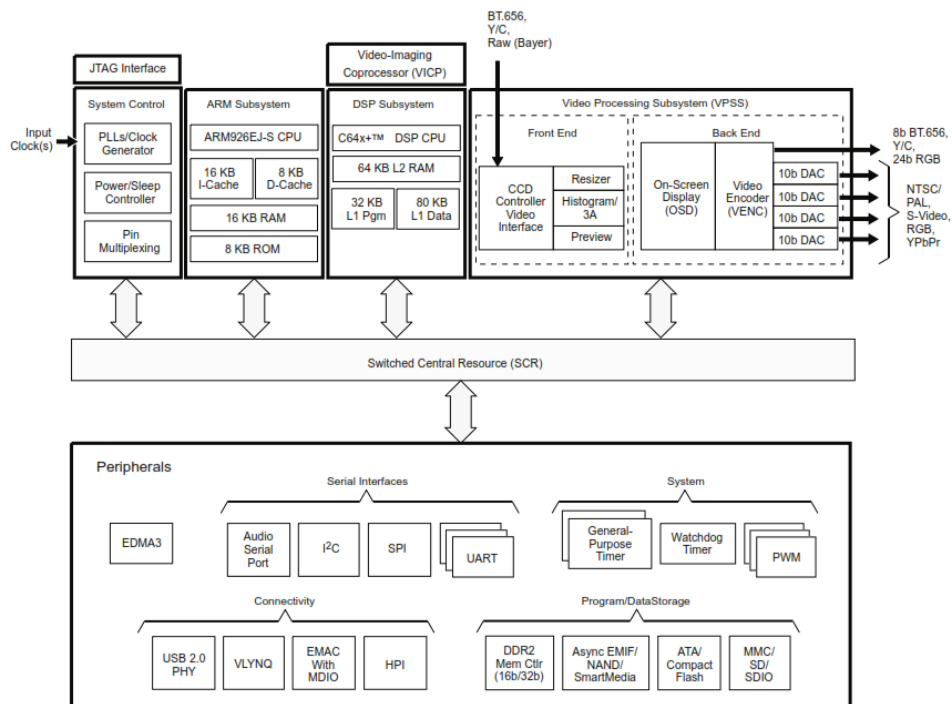 BT.656,
Y/C,
Raw (Bayer)
JTAG Interface
Video-Imaging
Coprocessor (VICP)
Input
Clock(s)
System Control
PLLs/Clock
Generator
Power/Sleep
Controller
Pin
Multiplexing
ARM Subsystem
ARM926EJ-S CPU
16 KB
I-Cache
8 KB
D-Cache
16 KB RAM
8 KB ROM
DSP Subsystem
C64x+™ DSP CPU
64 KB L2 RAM
32 KB
L1 Pgm
80 KB
L1 Data
Video Processing Subsystem (VPSS)
Front End
CCD
Controller
Video
Interface
Resizer
Histogram/
3A
Preview
Back End
On-Screen
Display
(OSD)
Video
Encoder
(VENC)
10b DAC
10b DAC
10b DAC
10b DAC
8b BT.656,
Y/C,
24b RGB
NTSC/
PAL,
S-Video,
RGB,
YPbPr
Switched Central Resource (SCR)
Peripherals
EDMA3
Serial Interfaces
Audio
Serial
Port
I²C
SPI
UART
System
General-
Purpose
Timer
Watchdog
Timer
PWM
Connectivity
USB 2.0
PHY
VLYNQ
EMAC
With
MDIO
HPI
Program/DataStorage
DDR2
Mem Ctlr
(16b/32b)
Async EMIF/
NAND/
SmartMedia
ATA/
Compact
Flash
MMC/
SD/
SDIO